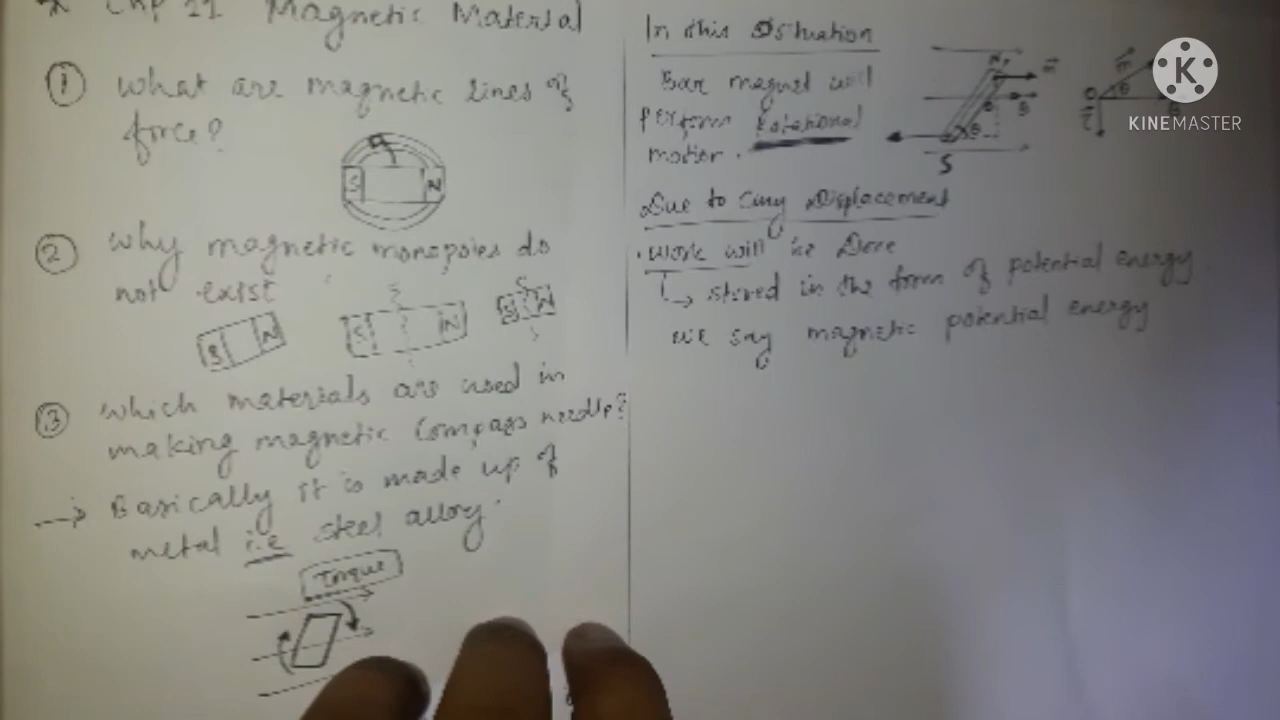 Chp 11 Magnetic Material
① What are magnetic lines of
force?
S N
② Why magnetic monopoles do
not exist
S N S N S N
③ Which materials are used in
making magnetic compass needle?
→ Basically it is made up of
metal i.e steel alloy.
Torque
In this Situation
Bar magnet will
perform Rotational
motion.
S
θ
Due to any Displacement
. work will be Done
↳ stored in the form of potential energy
we say magnetic potential energy
K
KINEMASTER